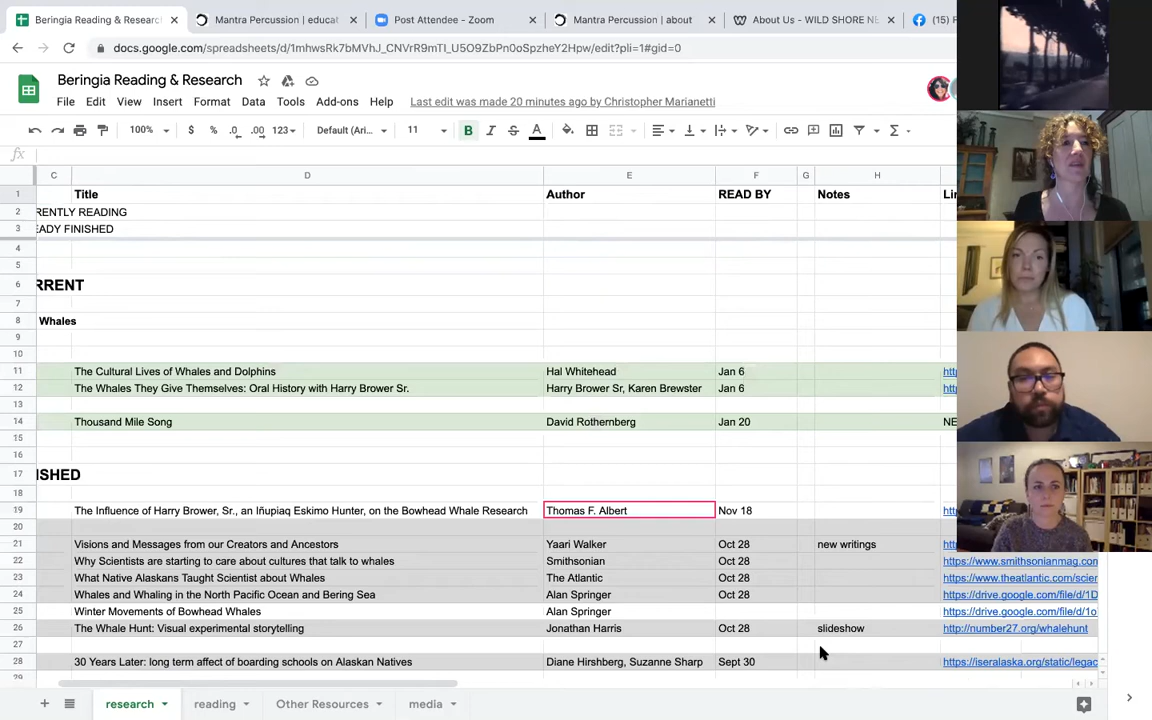 Beringia Reading & Researc Mantra Percussion | educat Post Attendee - Zoom Mantra Percussion | about About Us - WILD SHORE NE (15) F
docs.google.com/spreadsheets/d/1mhwsRk7bMVhJ_CNVrR9mTI_U5O9ZbPn0oSpzheY2Hpw/edit?pli=1#gid=0
Beringia Reading & Research
File Edit View Insert Format Data Tools Add-ons Help Last edit was made 20 minutes ago by Christopher Marianetti
100% $ % .0 .00 123 Default (Ari... 11 B I S A
fx
C D E F G H
1 Title Author READ BY Notes Lin
2 RENTLY READING
3 EADY FINISHED
4
5
6 RRENT
7
8 Whales
9
10
11 The Cultural Lives of Whales and Dolphins Hal Whitehead Jan 6 htt
12 The Whales They Give Themselves: Oral History with Harry Brower Sr. Harry Brower Sr, Karen Brewster Jan 6 htt
13
14 Thousand Mile Song David Rothernberg Jan 20 NE
15
16
17 ISHED
18
19 The Influence of Harry Brower, Sr., an Iñupiaq Eskimo Hunter, on the Bowhead Whale Research Thomas F. Albert Nov 18 htt
20
21 Visions and Messages from our Creators and Ancestors Yaari Walker Oct 28 new writings htt
22 Why Scientists are starting to care about cultures that talk to whales Smithsonian Oct 28 https://www.smithsonianmag.com
23 What Native Alaskans Taught Scientist about Whales The Atlantic Oct 28 https://www.theatlantic.com/scien
24 Whales and Whaling in the North Pacific Ocean and Bering Sea Alan Springer Oct 28 https://drive.google.com/file/d/1D
25 Winter Movements of Bowhead Whales Alan Springer https://drive.google.com/file/d/1o
26 The Whale Hunt: Visual experimental storytelling Jonathan Harris Oct 28 slideshow http://number27.org/whalehunt
27
28 30 Years Later: long term affect of boarding schools on Alaskan Natives Diane Hirshberg, Suzanne Sharp Sept 30 https://iseralaska.org/static/legac
29
research reading Other Resources media